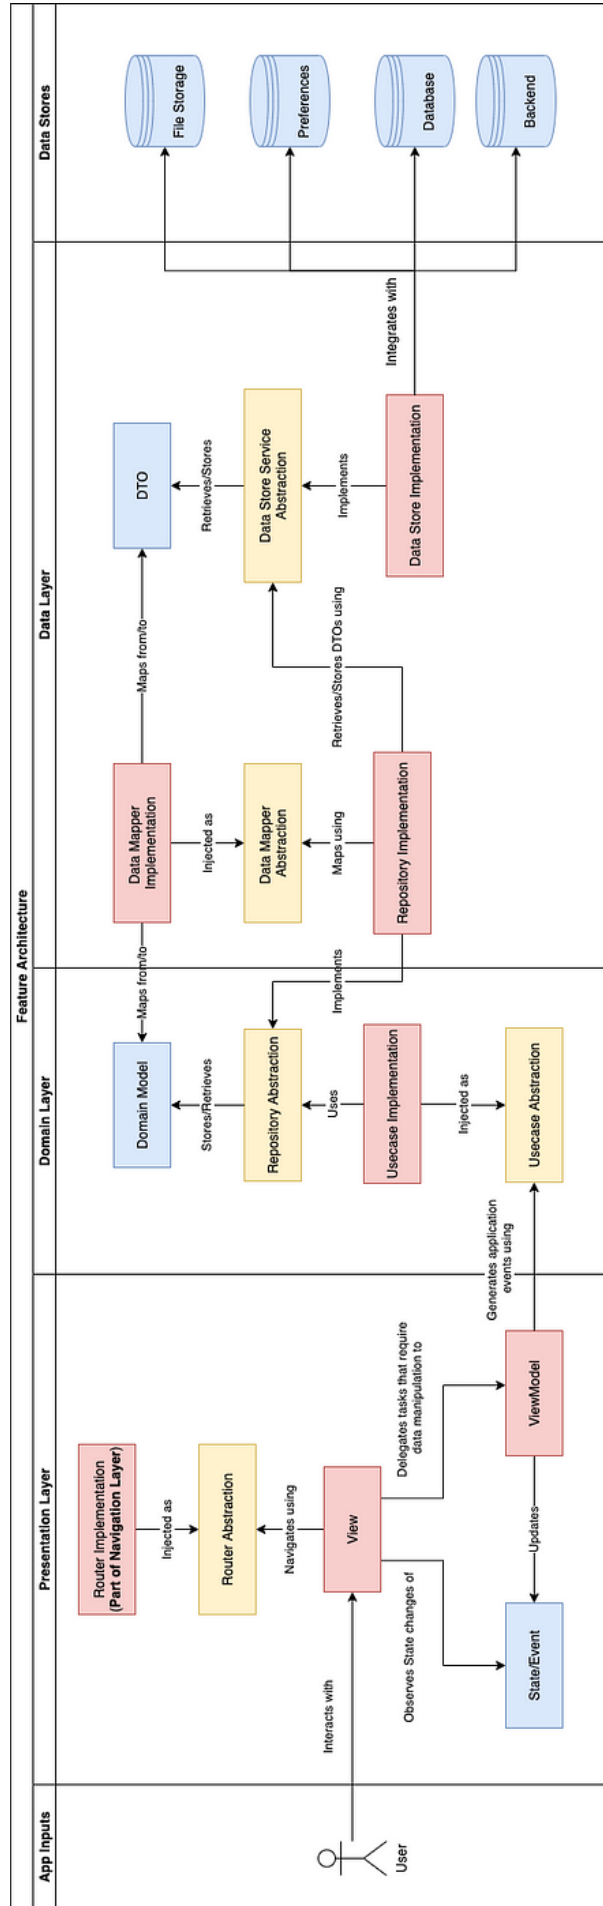 Feature Architecture
App Inputs
Presentation Layer
Domain Layer
Data Layer
Data Stores
User
Interacts with
Router Implementation
(Part of Navigation Layer)
Injected as
Router Abstraction
Navigates using
View
Observes State changes of
Delegates tasks that require
data manipulation to
State/Event
Updates
ViewModel
Generates application
events using
Domain Model
Stores/Retrieves
Repository Abstraction
Uses
Usecase Implementation
Injected as
Usecase Abstraction
Maps from/to
Implements
Data Mapper
Implementation
Injected as
Data Mapper
Abstraction
Maps using
Repository Implementation
Maps from/to
Retrieves/Stores DTOs using
DTO
Retrieves/Stores
Data Store Service
Abstraction
Implements
Data Store Implementation
Integrates with
File Storage
Preferences
Database
Backend